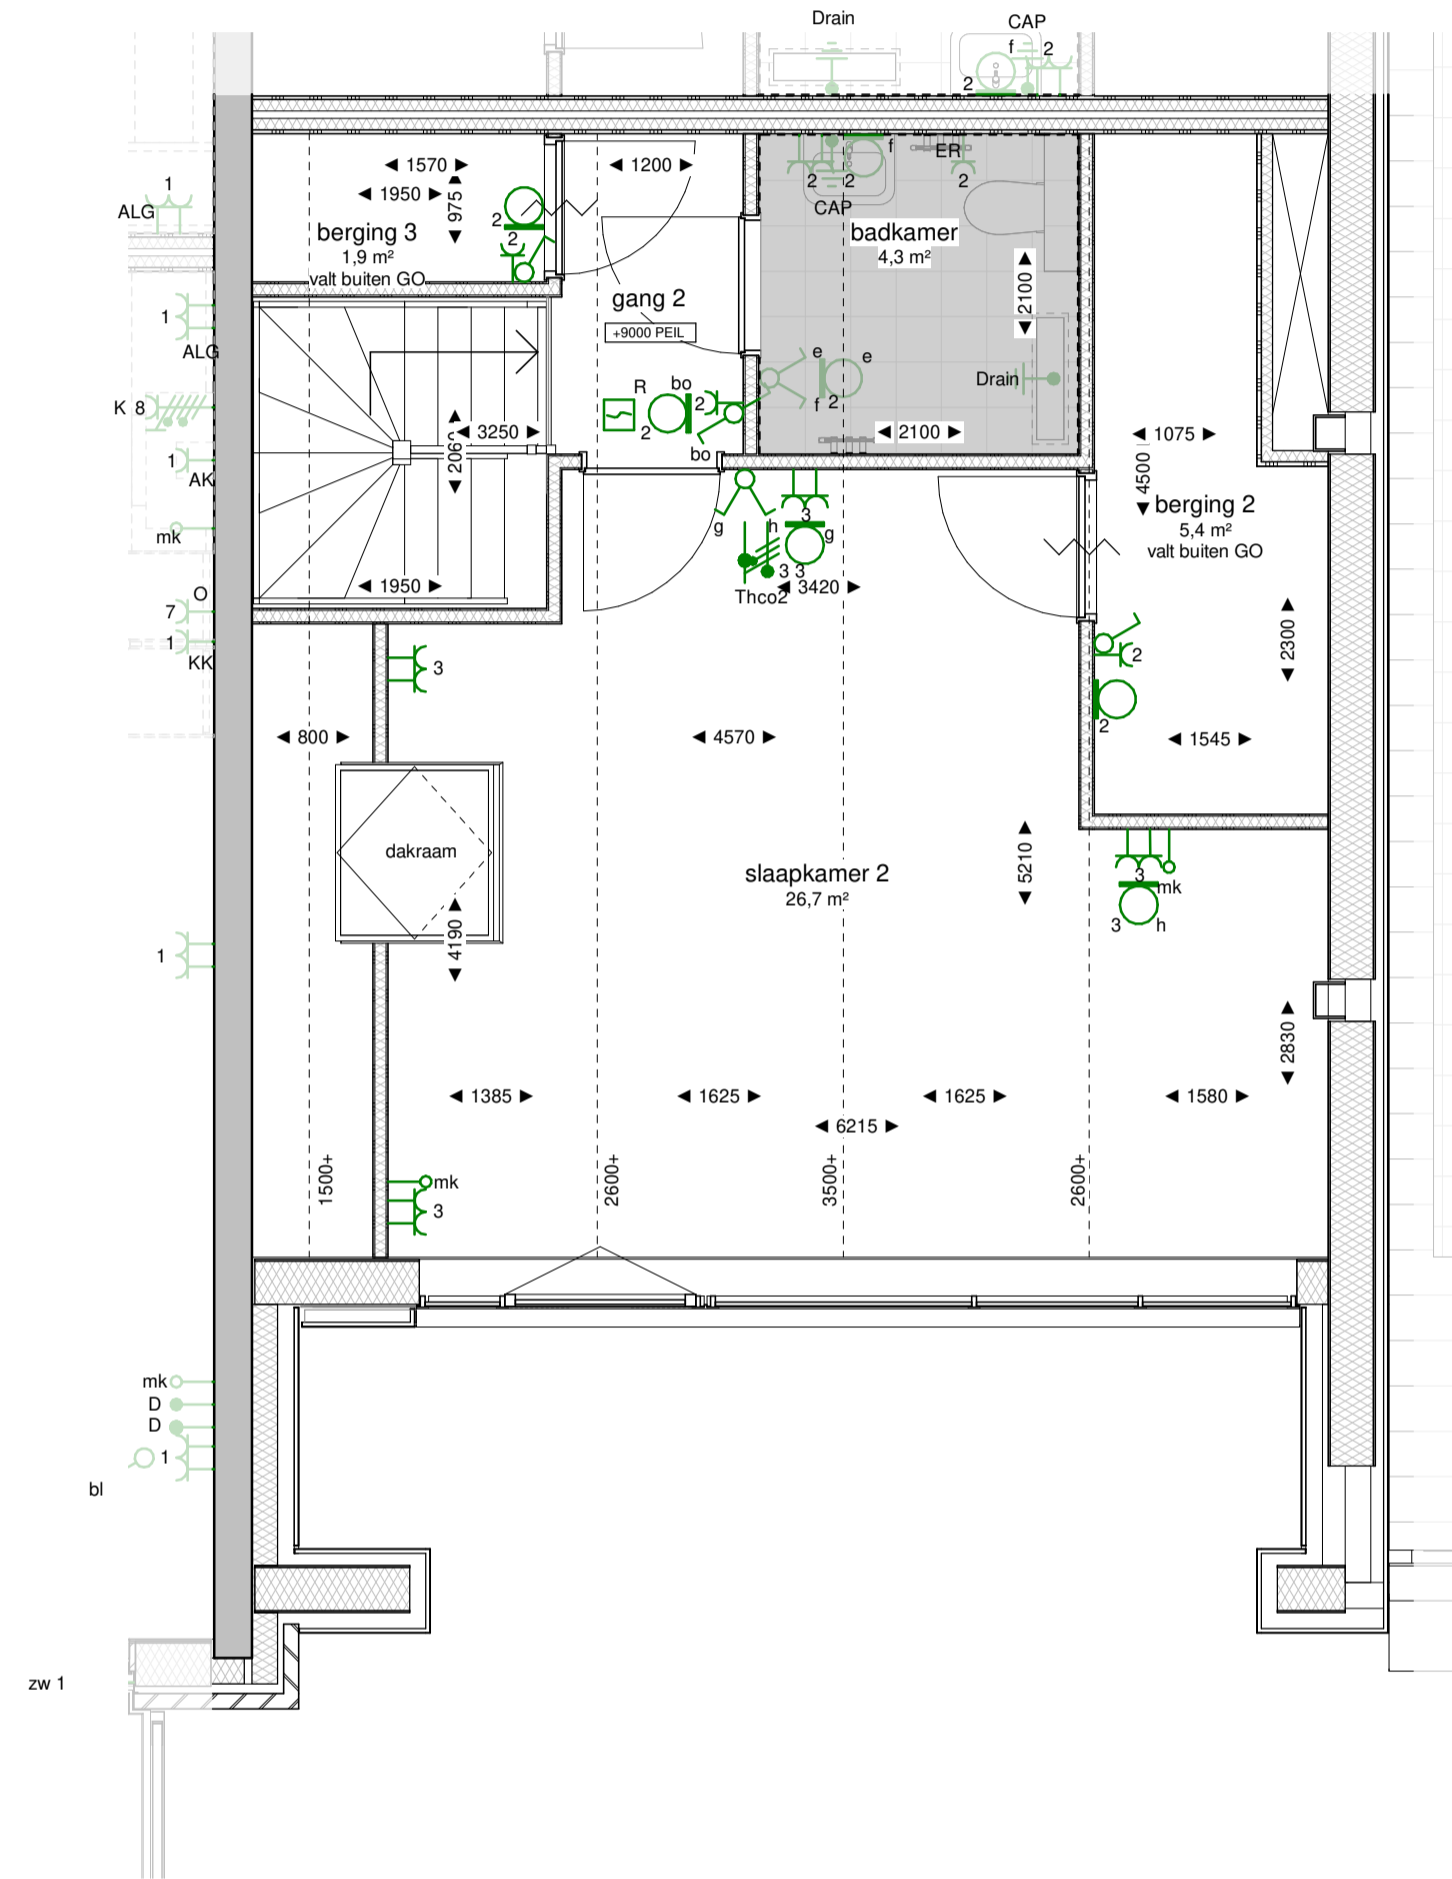 Drain
CAP
f
2
2
1570
1200
f
ER
1950
975
2
2
2
1
ALG
CAP
2
2
berging 3
1,9 m²
valt buiten GO
badkamer
4,3 m²
gang 2
+9000 PEIL
2100
1
ALG
e
e
R
bo
2
2
bo
f
2
Drain
K 8
3250
2060
2100
1075
4500
1
AK
berging 2
5,4 m²
valt buiten GO
mk
g
h
3
g
3 3
Thco2
3420
1950
O
7
1
KK
3
2
2
2300
800
4570
1545
dakraam
slaapkamer 2
26,7 m²
5210
3
mk
3
h
4190
1
2830
1385
1625
1625
1580
6215
1500+
2600+
3500+
2600+
mk
3
mk
D
D
1
bl
zw 1